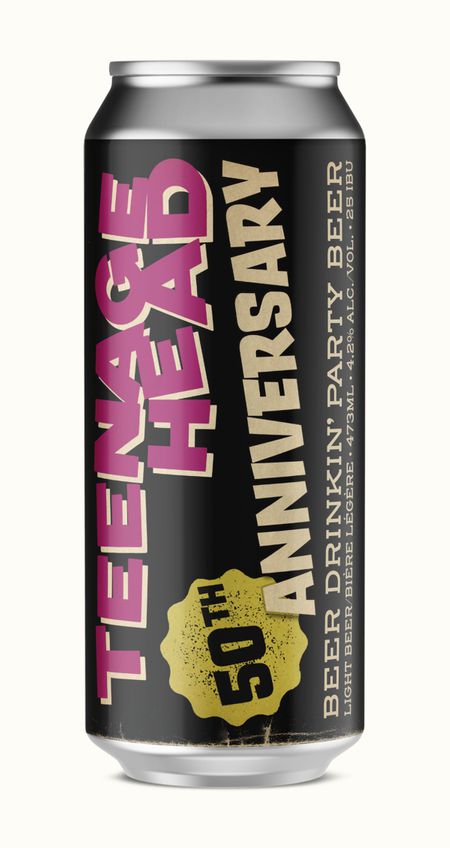 TEENAGE
HEAD
50TH
ANNIVERSARY
BEER DRINKIN' PARTY BEER
LIGHT BEER/BIÈRE LÉGÈRE • 473ML • 4.2% ALC./VOL. • 25 IBU